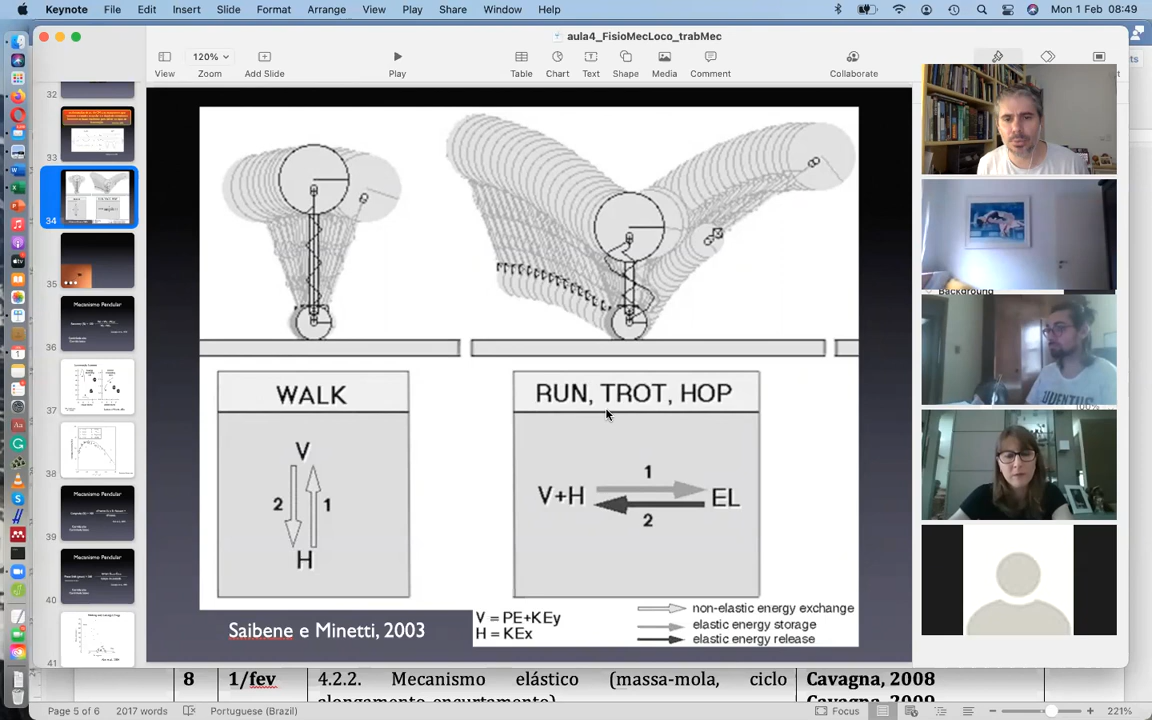 Keynote File Edit Insert Slide Format Arrange View Play Share Window Help Mon 1 Feb 08:49
aula4_FisioMecLoco_trabMec
120%
View Zoom Add Slide Play Table Chart Text Shape Media Comment Collaborate
32
33
34
35
Mecanismo Pendular
36
37
38
39
40
41
WALK
V
2 1
H
RUN, TROT, HOP
1
V+H EL
2
Saibene e Minetti, 2003
V = PE+KEy
H = KEx
non-elastic energy exchange
elastic energy storage
elastic energy release
Background
100%
8 1/fev 4.2.2. Mecanismo elástico (massa-mola, ciclo Cavagna, 2008
Page 5 of 6 2017 words Portuguese (Brazil) Focus 221%